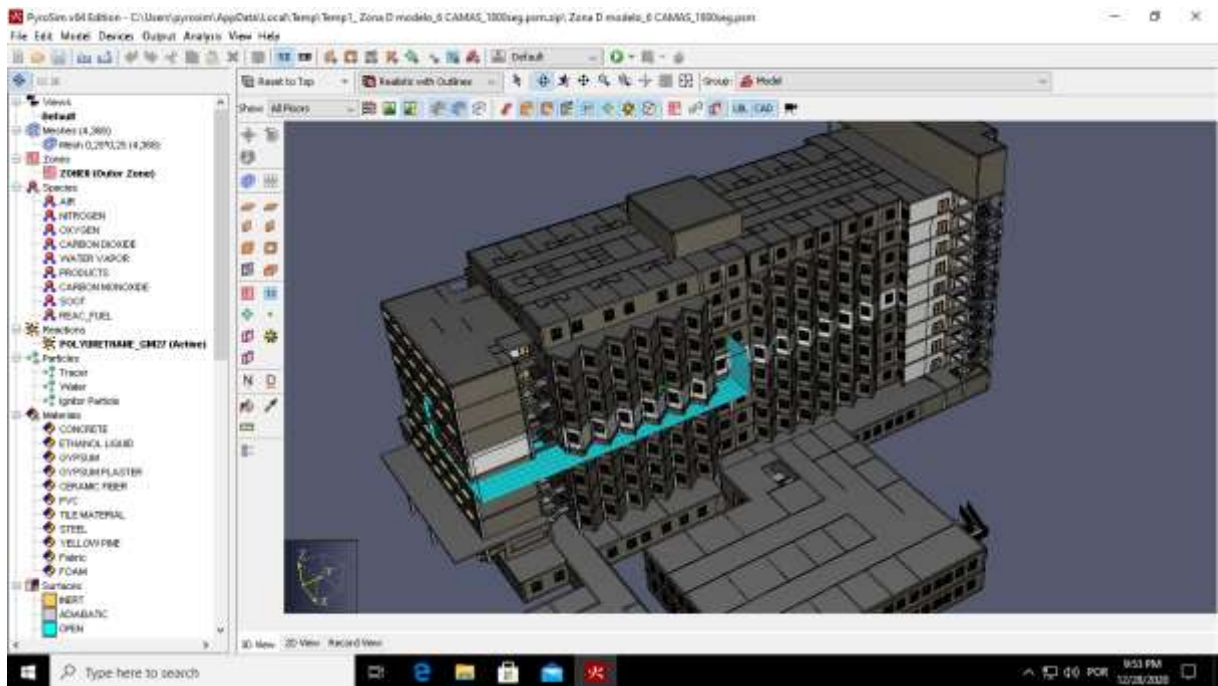 PyroSim x64 Edition - C:\Users\pyrosim\AppData\Local\Temp\Temp1_Zona D modelo_6 CAMAS_1800seg.psm.zip\ Zona D modelo_6 CAMAS_1800seg.psm
File Edit Model Devices Output Analysis View Help
Default
Reset to Top Realistic with Outlines Group: Model
Show: All Floors LBL CAD
Views
Default
Meshes
Zones
ZONE0 (Outer Zone)
Species
AIR
NITROGEN
OXYGEN
CARBON DIOXIDE
WATER VAPOR
PRODUCTS
CARBON MONOXIDE
SOOT
REAC_FUEL
Reactions
POLYURETHANE_GM27 (Active)
Particles
Tracer
Water
Ignitor Particle
Materials
CONCRETE
ETHANOL LIQUID
GYPSUM
GYPSUM PLASTER
CERAMIC FIBER
PVC
TILE MATERIAL
STEEL
YELLOW PINE
Fabric
FOAM
Surfaces
INERT
ADIABATIC
OPEN
3D View 2D View Record View
Type here to search
POR
9:53 PM
12/28/2020